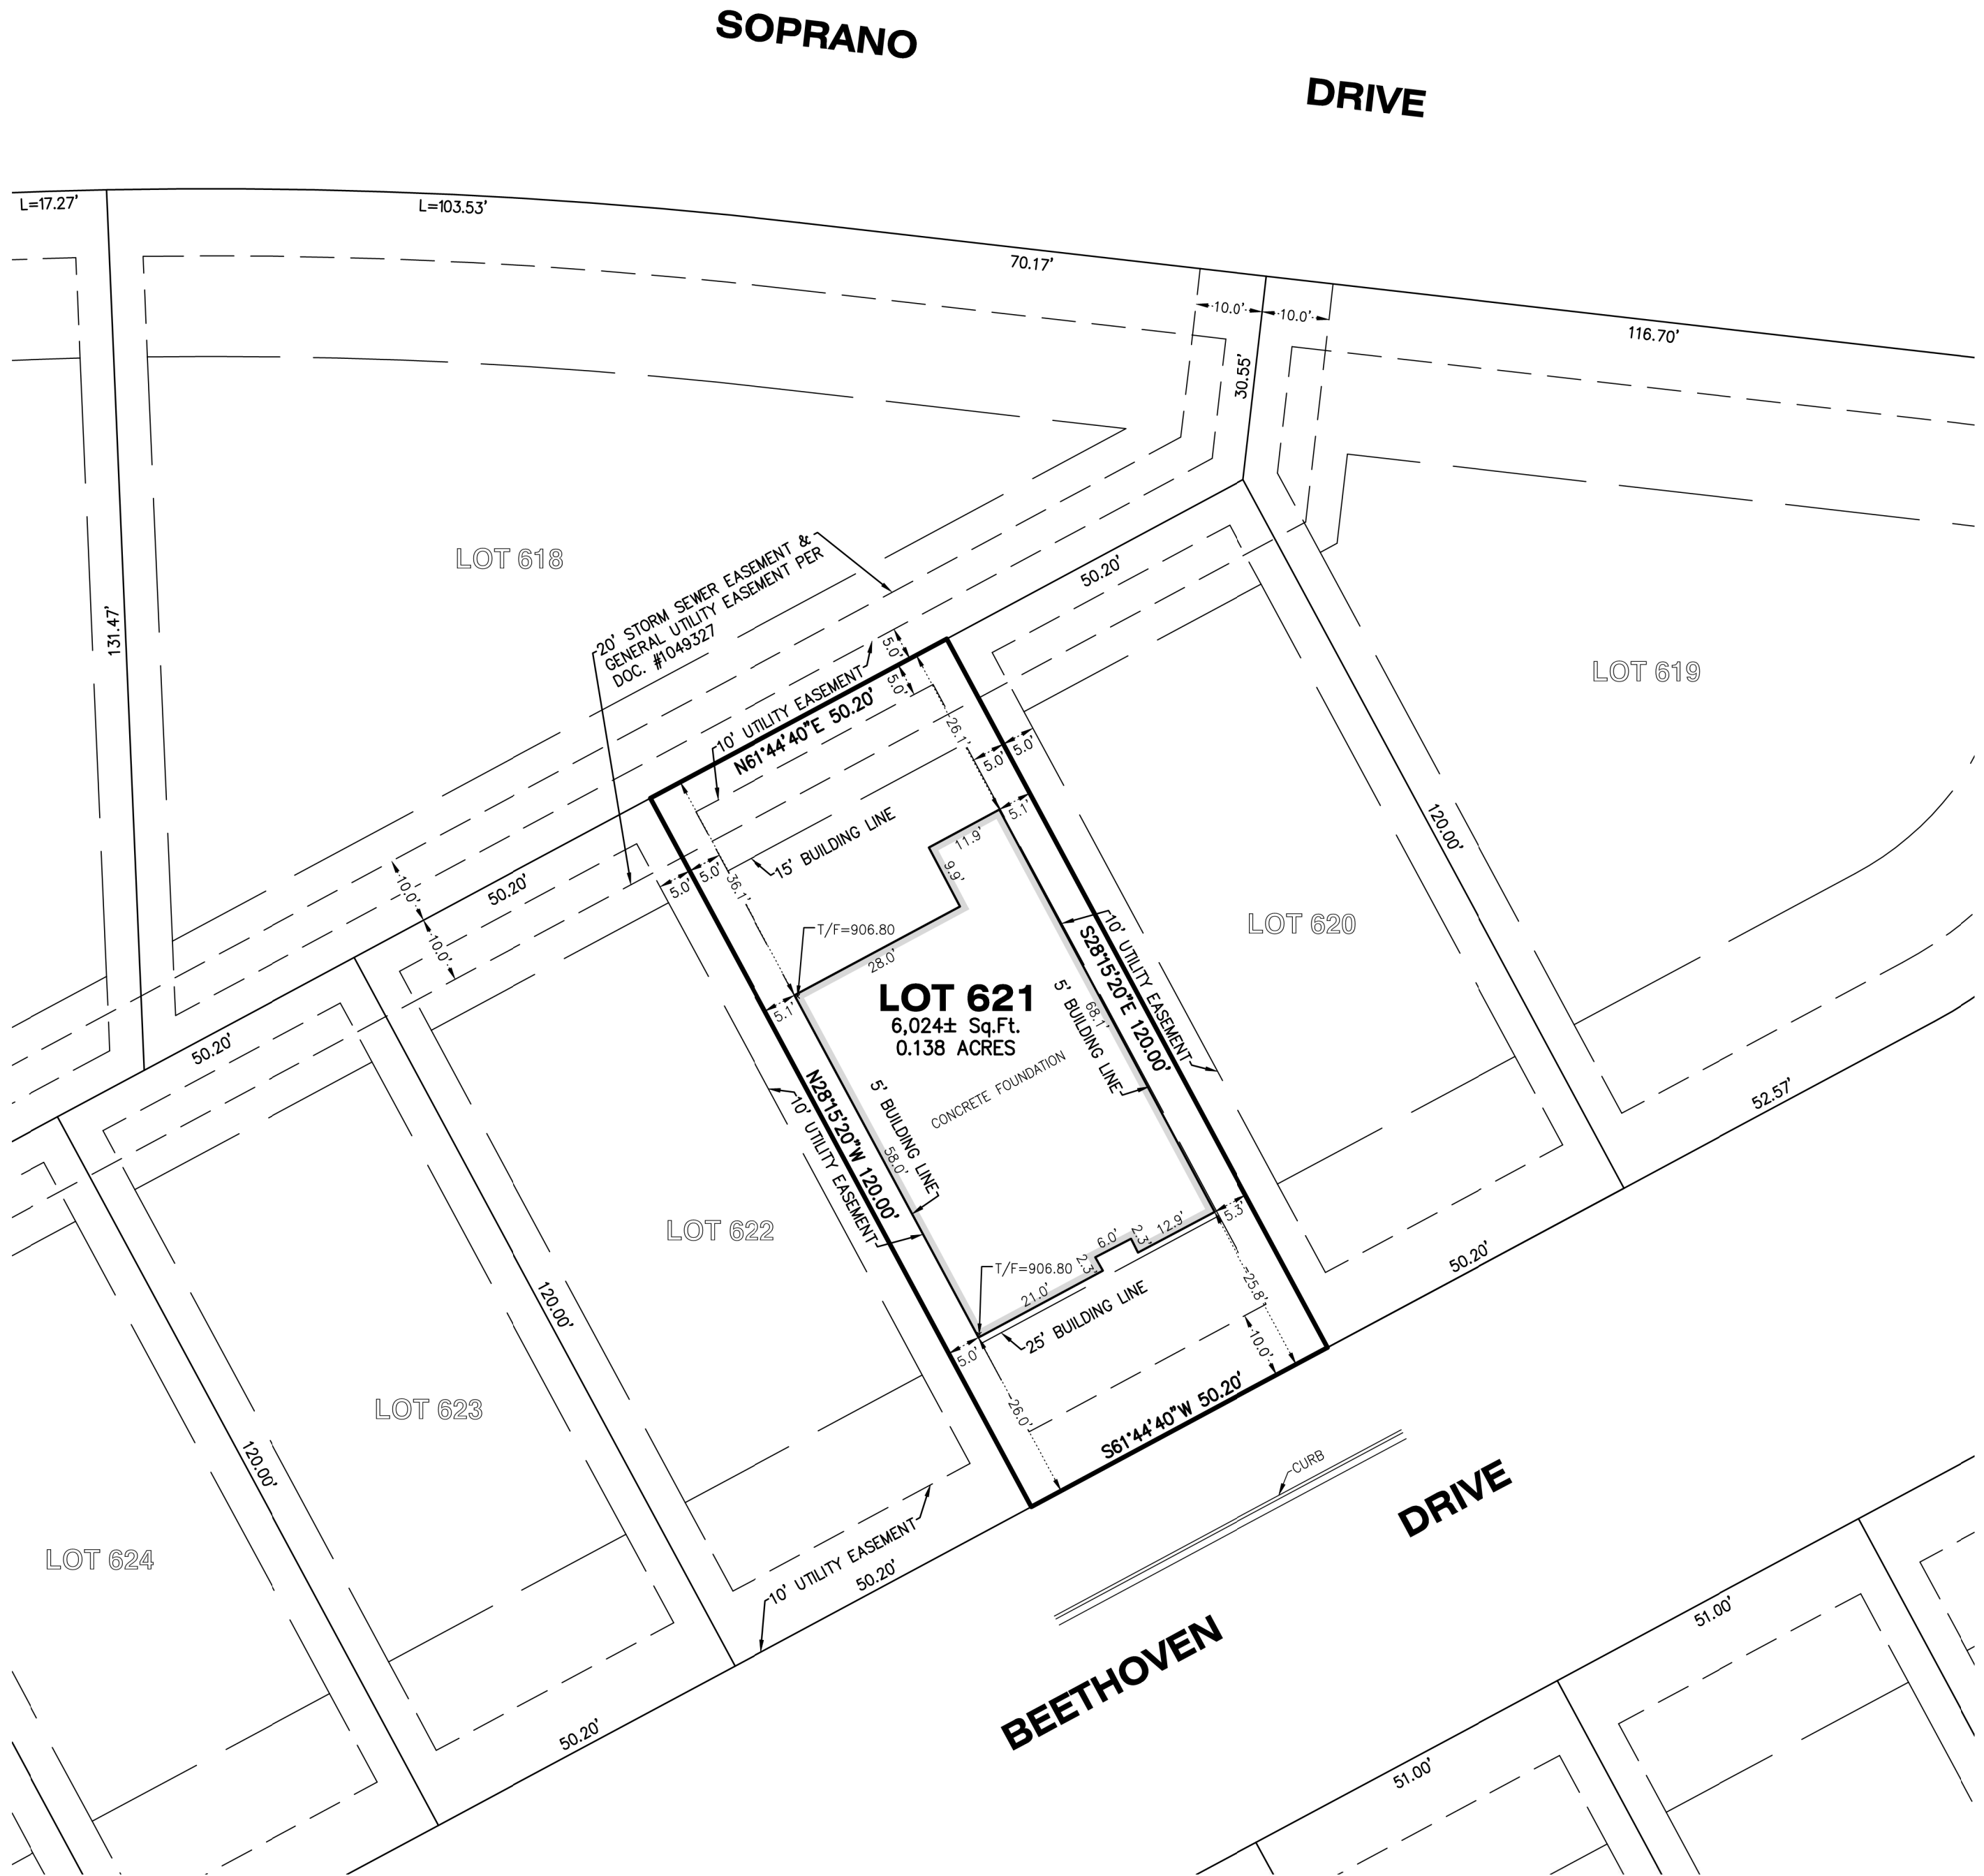 SOPRANO
DRIVE
L=17.27'
L=103.53'
70.17'
10.0'
10.0'
116.70'
30.55'
LOT 618
131.47'
20' STORM SEWER EASEMENT &
GENERAL UTILITY EASEMENT PER
DOC. #1049327
50.20'
LOT 619
5.0'
5.0'
10' UTILITY EASEMENT
N61°44'40"E 50.20'
26.1'
5.0'
5.0'
5.1'
120.00'
15' BUILDING LINE
11.9'
9.9'
50.20'
10.0'
10.0'
5.0'
5.0'
36.1'
T/F=906.80
28.0'
LOT 620
50.20'
5.1'
LOT 621
6,024± Sq.Ft.
0.138 ACRES
CONCRETE FOUNDATION
5' BUILDING LINE
68.1'
S28°15'20"E 120.00'
10' UTILITY EASEMENT
5' BUILDING LINE
58.0'
N28°15'20"W 120.00'
10' UTILITY EASEMENT
52.57'
LOT 622
5.3'
12.9'
2.3'
6.0'
2.3'
T/F=906.80
21.0'
25' BUILDING LINE
50.20'
25.8'
10.0'
5.0'
26.0'
120.00'
S61°44'40"W 50.20'
LOT 623
120.00'
CURB
DRIVE
LOT 624
10' UTILITY EASEMENT
50.20'
BEETHOVEN
51.00'
50.20'
51.00'